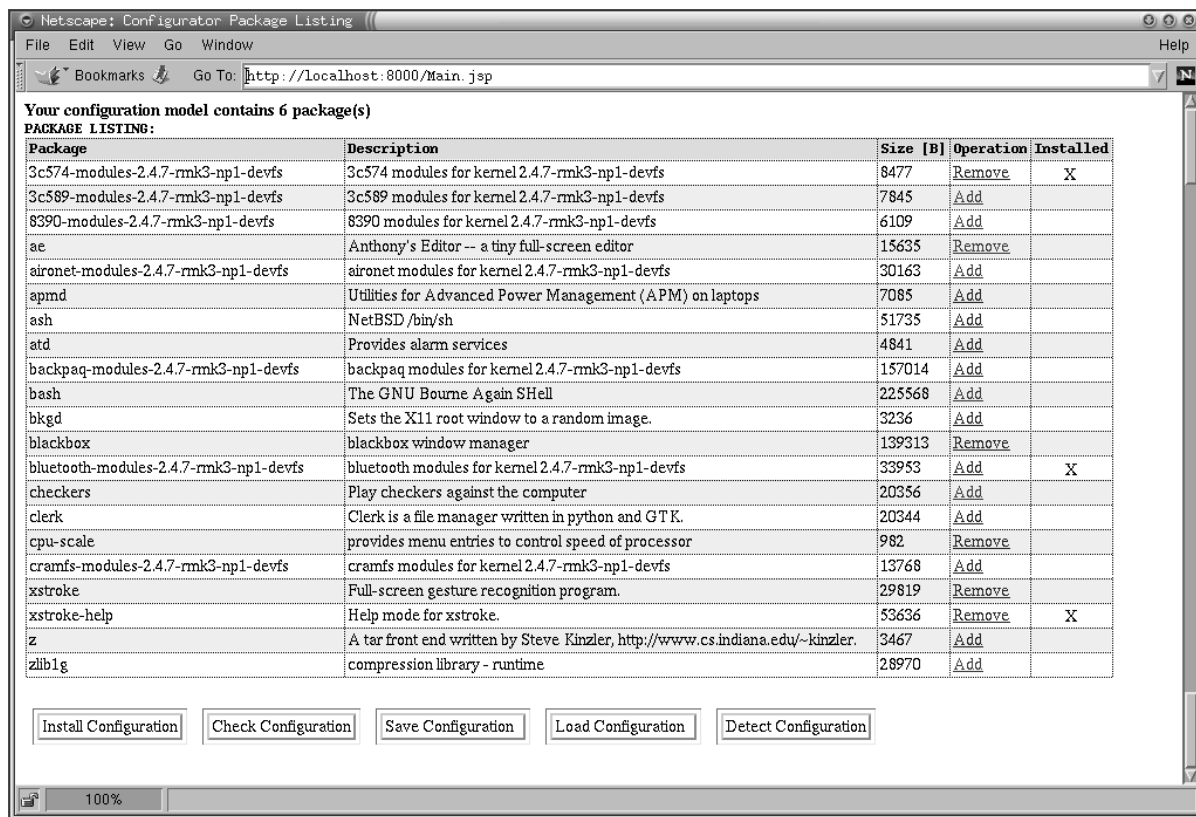 Netscape: Configurator Package Listing
File Edit View Go Window Help
Bookmarks Go To: http://localhost:8000/Main.jsp N
Your configuration model contains 6 package(s)
PACKAGE LISTING:
Package Description Size [B] Operation Installed
3c574-modules-2.4.7-rmk3-np1-devfs 3c574 modules for kernel 2.4.7-rmk3-np1-devfs 8477 Remove X
3c589-modules-2.4.7-rmk3-np1-devfs 3c589 modules for kernel 2.4.7-rmk3-np1-devfs 7845 Add
8390-modules-2.4.7-rmk3-np1-devfs 8390 modules for kernel 2.4.7-rmk3-np1-devfs 6109 Add
ae Anthony's Editor -- a tiny full-screen editor 15635 Remove
aironet-modules-2.4.7-rmk3-np1-devfs aironet modules for kernel 2.4.7-rmk3-np1-devfs 30163 Add
apmd Utilities for Advanced Power Management (APM) on laptops 7085 Add
ash NetBSD /bin/sh 51735 Add
atd Provides alarm services 4841 Add
backpaq-modules-2.4.7-rmk3-np1-devfs backpaq modules for kernel 2.4.7-rmk3-np1-devfs 157014 Add
bash The GNU Bourne Again SHell 225568 Add
bkgd Sets the X11 root window to a random image. 3236 Add
blackbox blackbox window manager 139313 Remove
bluetooth-modules-2.4.7-rmk3-np1-devfs bluetooth modules for kernel 2.4.7-rmk3-np1-devfs 33953 Add X
checkers Play checkers against the computer 20356 Add
clerk Clerk is a file manager written in python and GTK. 20344 Add
cpu-scale provides menu entries to control speed of processor 982 Remove
cramfs-modules-2.4.7-rmk3-np1-devfs cramfs modules for kernel 2.4.7-rmk3-np1-devfs 13768 Add
xstroke Full-screen gesture recognition program. 29819 Remove
xstroke-help Help mode for xstroke. 53636 Remove X
z A tar front end written by Steve Kinzler, http://www.cs.indiana.edu/~kinzler. 3467 Add
zlib1g compression library - runtime 28970 Add
Install Configuration Check Configuration Save Configuration Load Configuration Detect Configuration
100%